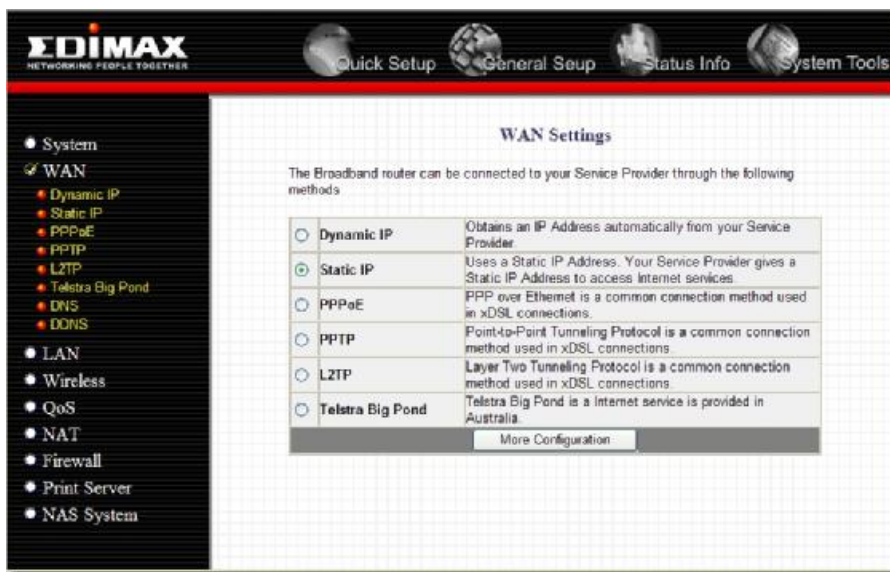 EDIMAX
NETWORKING PEOPLE TOGETHER
Quick Setup
General Seup
Status Info
System Tools
System
WAN
Dynamic IP
Static IP
PPPoE
PPTP
L2TP
Telstra Big Pond
DNS
DDNS
LAN
Wireless
QoS
NAT
Firewall
Print Server
NAS System
WAN Settings
The Broadband router can be connected to your Service Provider through the following
methods
Dynamic IP
Obtains an IP Address automatically from your Service
Provider.
Static IP
Uses a Static IP Address. Your Service Provider gives a
Static IP Address to access Internet services.
PPPoE
PPP over Ethernet is a common connection method used
in xDSL connections.
PPTP
Point-to-Point Tunneling Protocol is a common connection
method used in xDSL connections.
L2TP
Layer Two Tunneling Protocol is a common connection
method used in xDSL connections.
Telstra Big Pond
Telstra Big Pond is a Internet service is provided in
Australia.
More Configuration